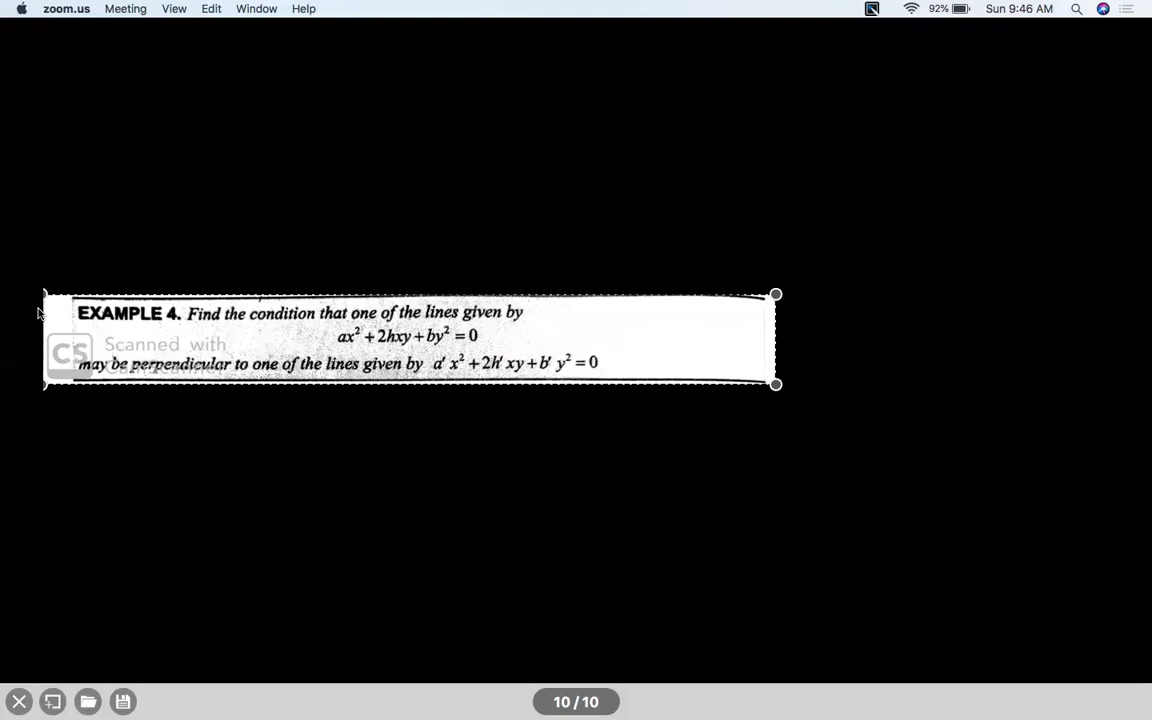 zoom.us Meeting View Edit Window Help 92% Sun 9:46 AM
EXAMPLE 4. Find the condition that one of the lines given by
ax² + 2hxy + by² = 0
CS Scanned with
may be perpendicular to one of the lines given by a' x² + 2h' xy + b' y² = 0
10 / 10